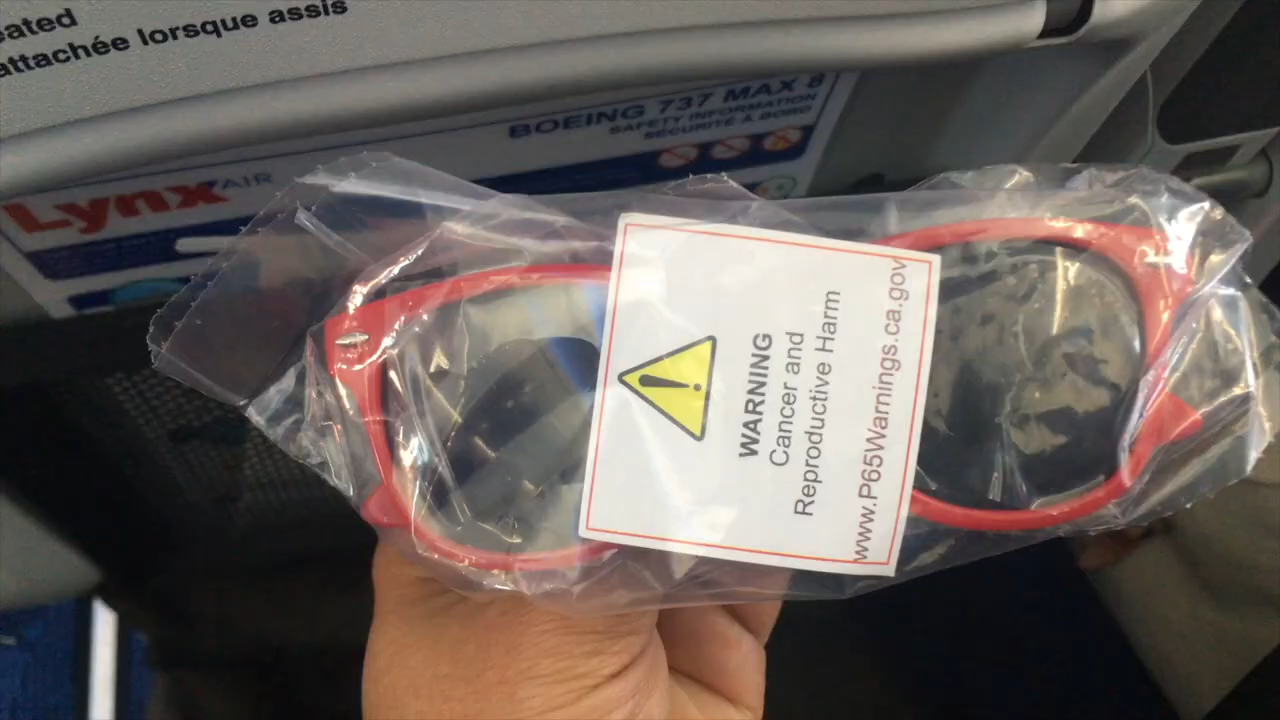 eated
attachée lorsque assis
BOEING 737 MAX 8
SAFETY INFORMATION
SÉCURITÉ À BORD
Lynx AIR
WARNING
Cancer and
Reproductive Harm
www.P65Warnings.ca.gov